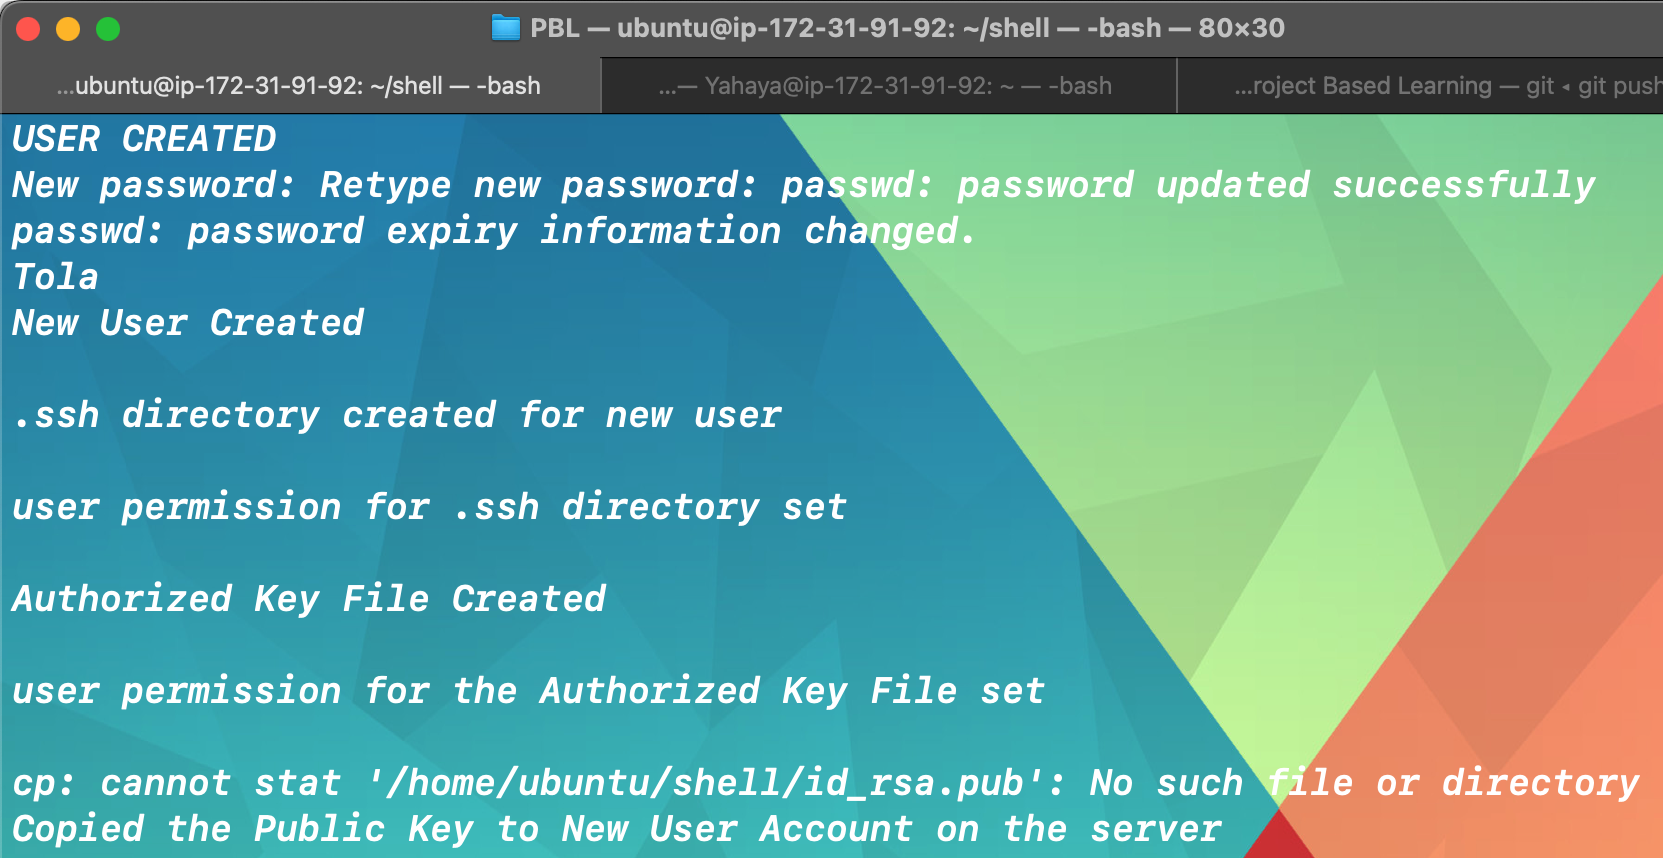 PBL — ubuntu@ip-172-31-91-92: ~/shell — -bash — 80×30
...ubuntu@ip-172-31-91-92: ~/shell — -bash
...— Yahaya@ip-172-31-91-92: ~ — -bash
...roject Based Learning — git ◂ git push
USER CREATED
New password: Retype new password: passwd: password updated successfully
passwd: password expiry information changed.
Tola
New User Created
.ssh directory created for new user
user permission for .ssh directory set
Authorized Key File Created
user permission for the Authorized Key File set
cp: cannot stat '/home/ubuntu/shell/id_rsa.pub': No such file or directory
Copied the Public Key to New User Account on the server